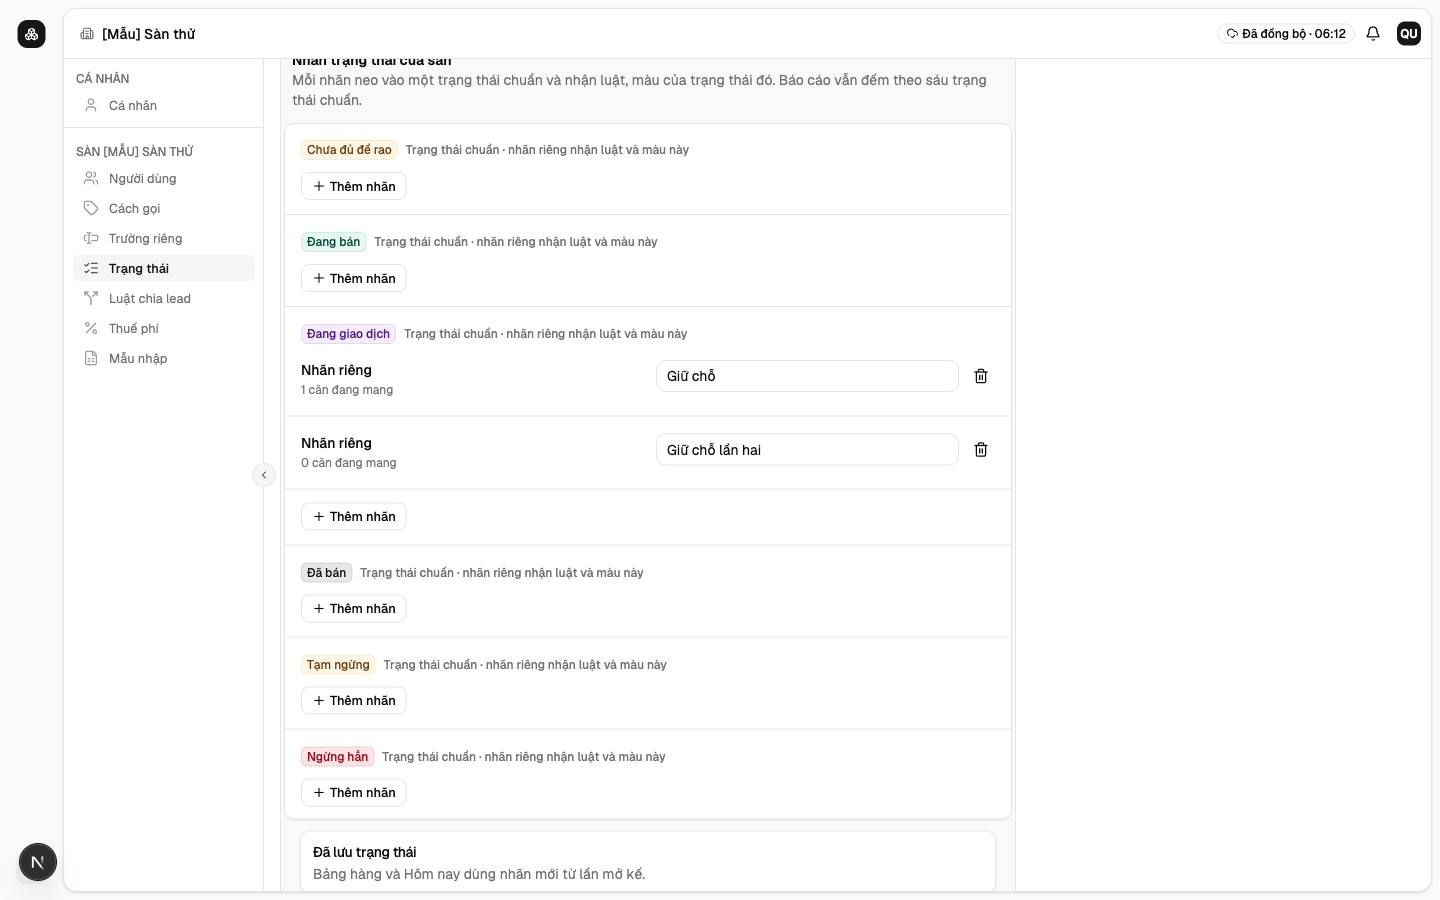 [Mẫu] Sàn thử
Đã đồng bộ · 06:12
QU
CÁ NHÂN
Cá nhân
SÀN [MẪU] SÀN THỬ
Người dùng
Cách gọi
Trường riêng
Trạng thái
Luật chia lead
Thuế phí
Mẫu nhập
Nhãn trạng thái của sàn
Mỗi nhãn neo vào một trạng thái chuẩn và nhận luật, màu của trạng thái đó. Báo cáo vẫn đếm theo sáu trạng
thái chuẩn.
Chưa đủ để rao Trạng thái chuẩn · nhãn riêng nhận luật và màu này
Thêm nhãn
Đang bán Trạng thái chuẩn · nhãn riêng nhận luật và màu này
Thêm nhãn
Đang giao dịch Trạng thái chuẩn · nhãn riêng nhận luật và màu này
Nhãn riêng
1 căn đang mang
Giữ chỗ
Nhãn riêng
0 căn đang mang
Giữ chỗ lần hai
Thêm nhãn
Đã bán Trạng thái chuẩn · nhãn riêng nhận luật và màu này
Thêm nhãn
Tạm ngừng Trạng thái chuẩn · nhãn riêng nhận luật và màu này
Thêm nhãn
Ngừng hẳn Trạng thái chuẩn · nhãn riêng nhận luật và màu này
Thêm nhãn
Đã lưu trạng thái
Bảng hàng và Hôm nay dùng nhãn mới từ lần mở kế.
N